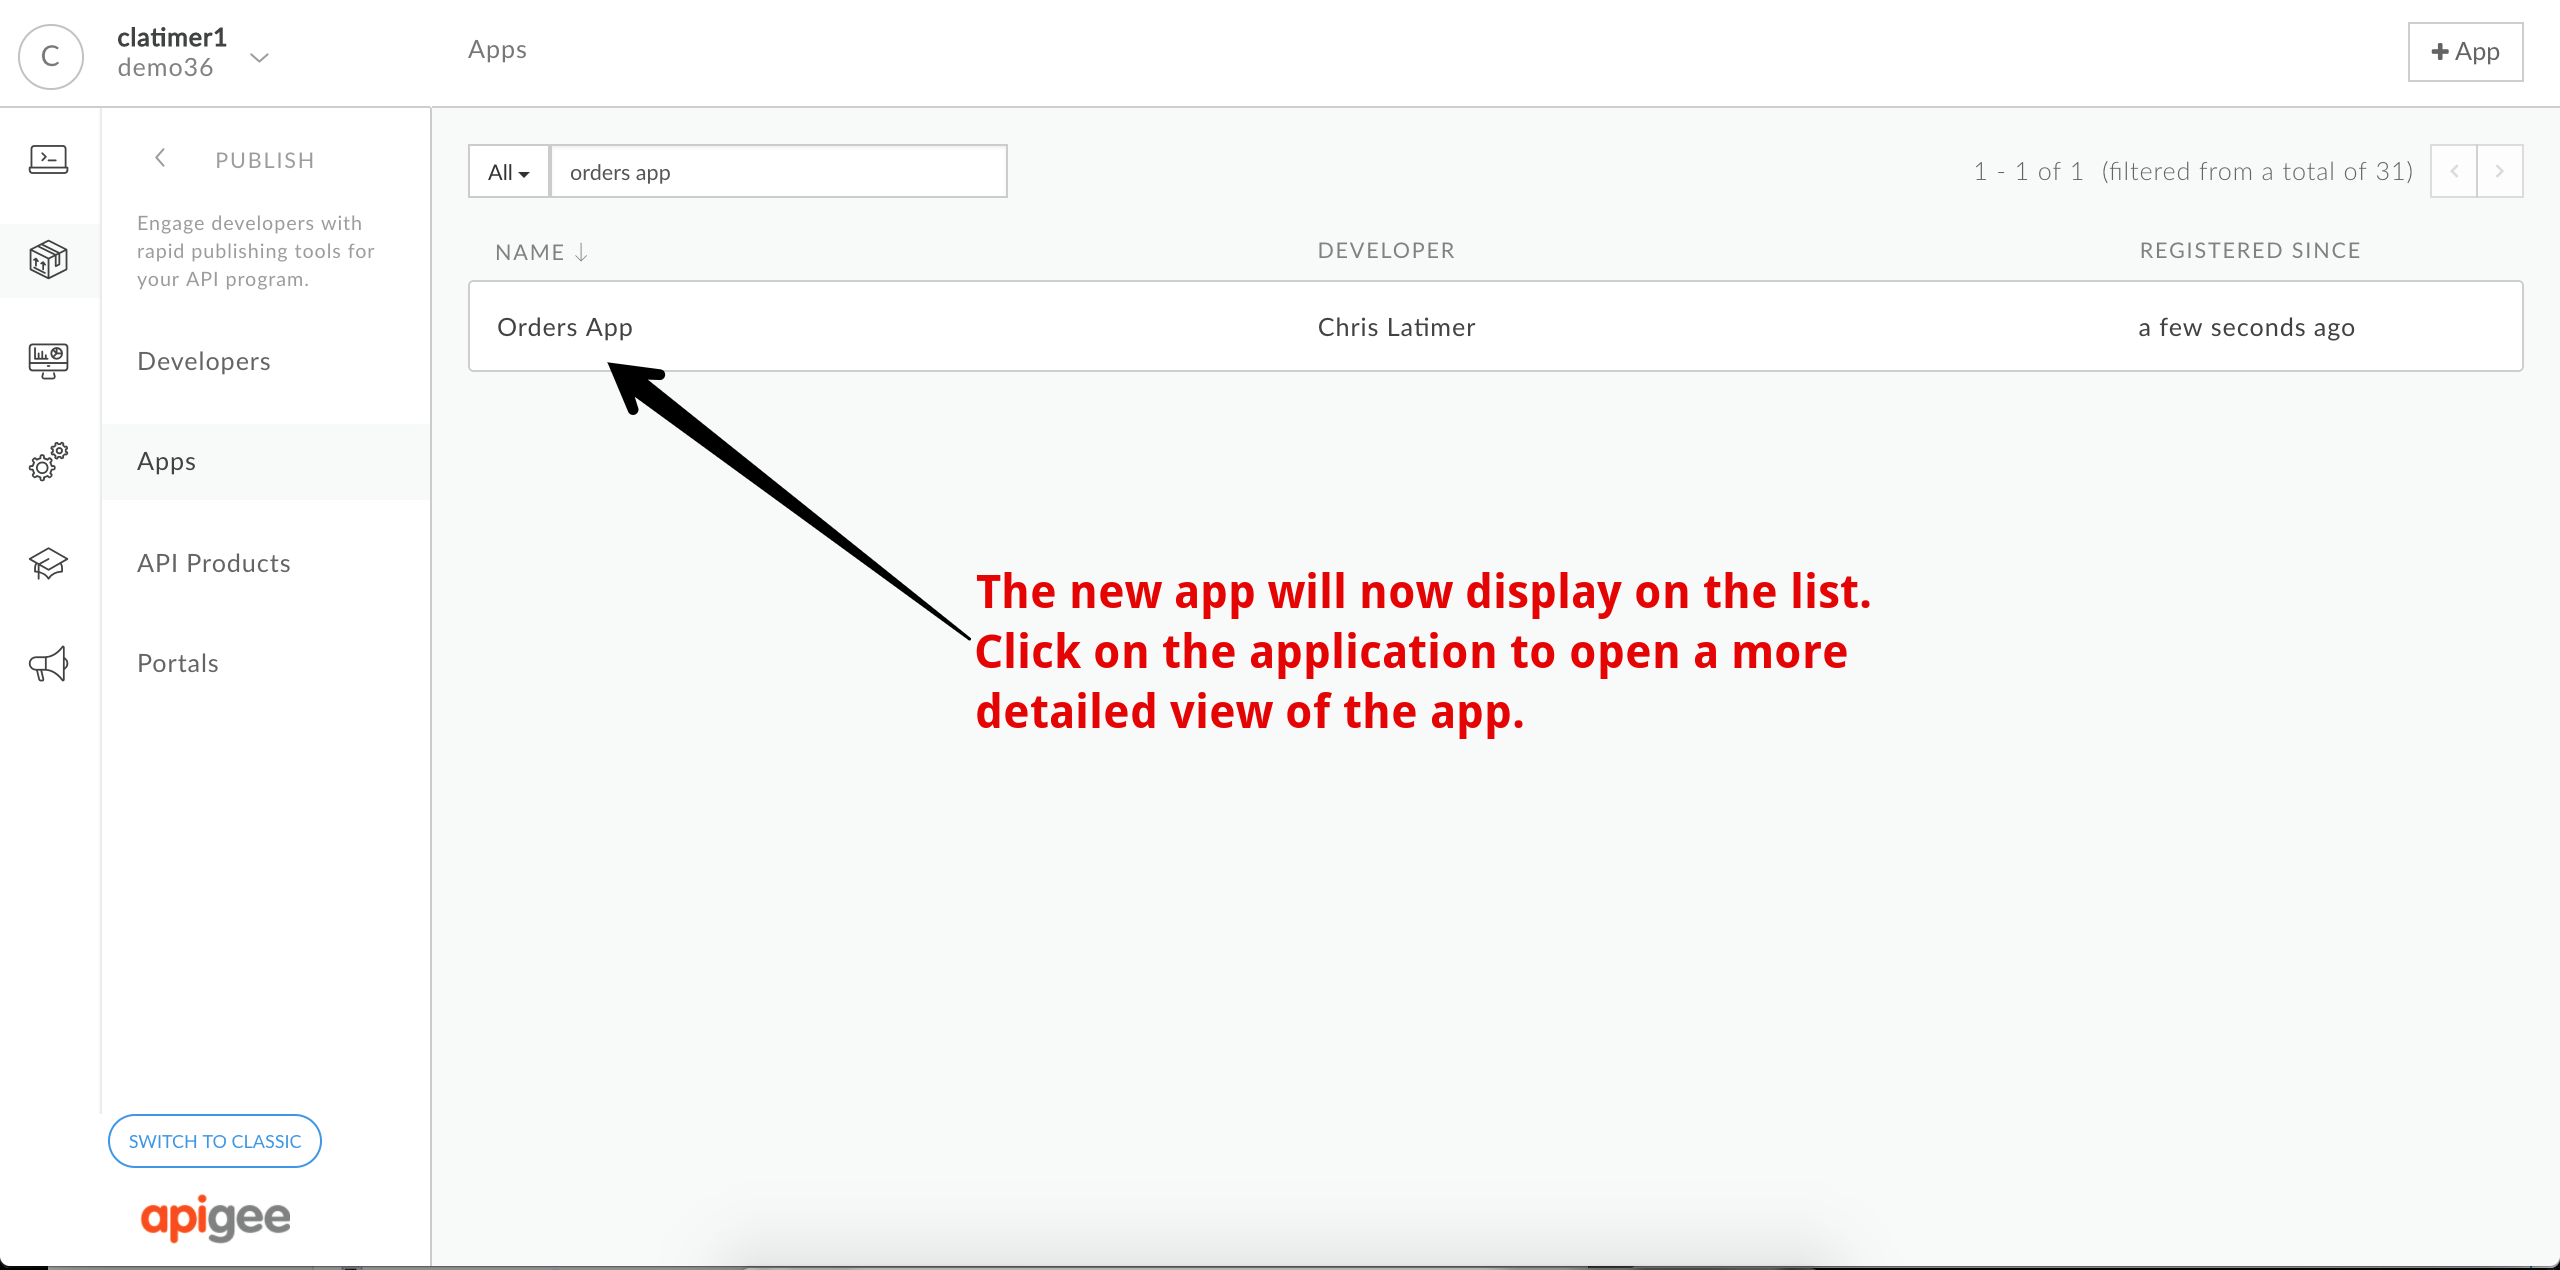 C
clatimer1
demo36
Apps
+ App
PUBLISH
Engage developers with
rapid publishing tools for
your API program.
Developers
Apps
API Products
Portals
SWITCH TO CLASSIC
apigee
All
orders app
1 - 1 of 1 (filtered from a total of 31)
NAME ↓ DEVELOPER REGISTERED SINCE
Orders App Chris Latimer a few seconds ago
The new app will now display on the list.
Click on the application to open a more
detailed view of the app.